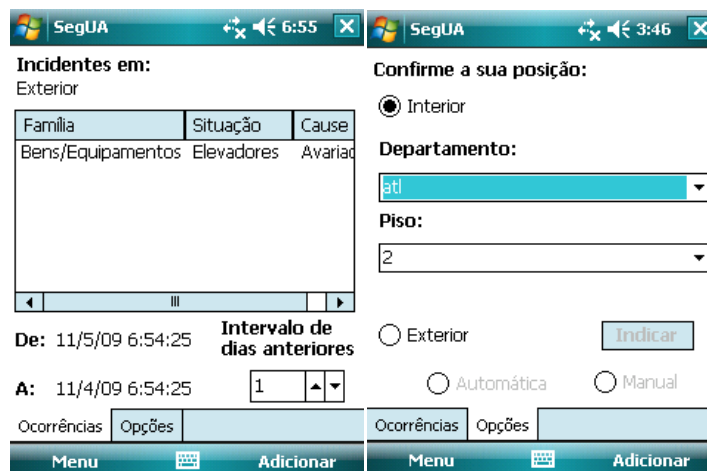 SegUA 6:55
Incidentes em:
Exterior
Família Situação Cause
Bens/Equipamentos Elevadores Avariac
De: 11/5/09 6:54:25
Intervalo de
dias anteriores
A: 11/4/09 6:54:25 1
Ocorrências Opções
Menu Adicionar
SegUA 3:46
Confirme a sua posição:
Interior
Departamento:
atl
Piso:
2
Exterior Indicar
Automática Manual
Ocorrências Opções
Menu Adicionar